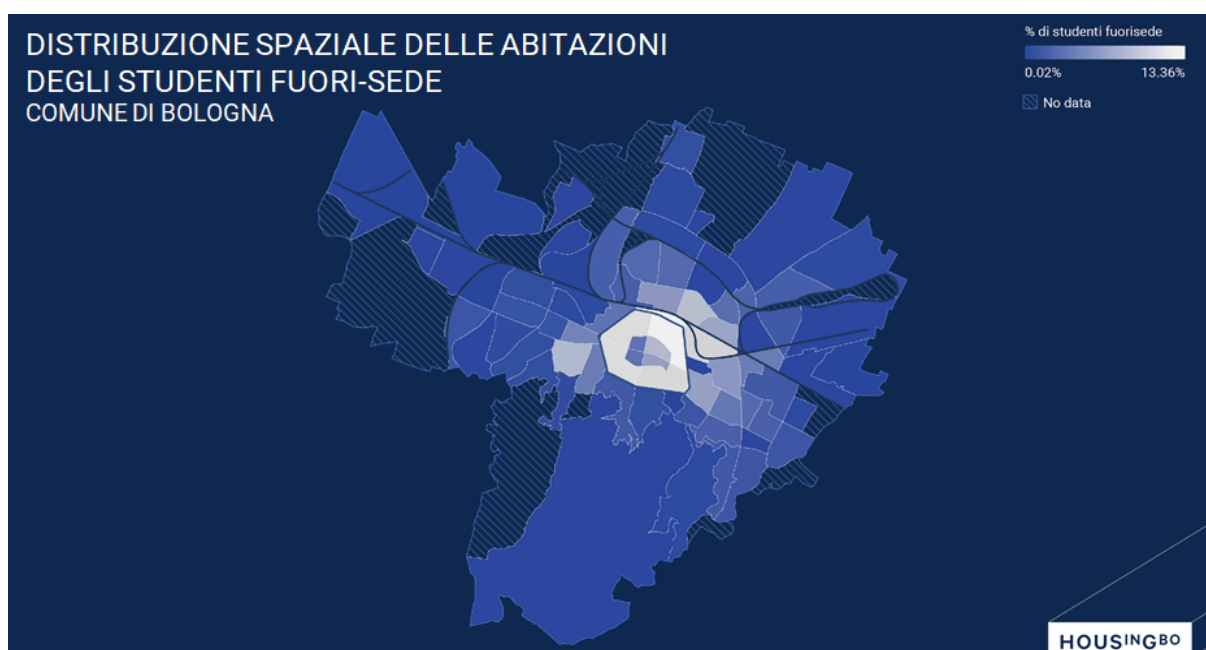 DISTRIBUZIONE SPAZIALE DELLE ABITAZIONI
DEGLI STUDENTI FUORI-SEDE
COMUNE DI BOLOGNA
% di studenti fuorisede
0.02% 13.36%
No data
HOUSINGBO